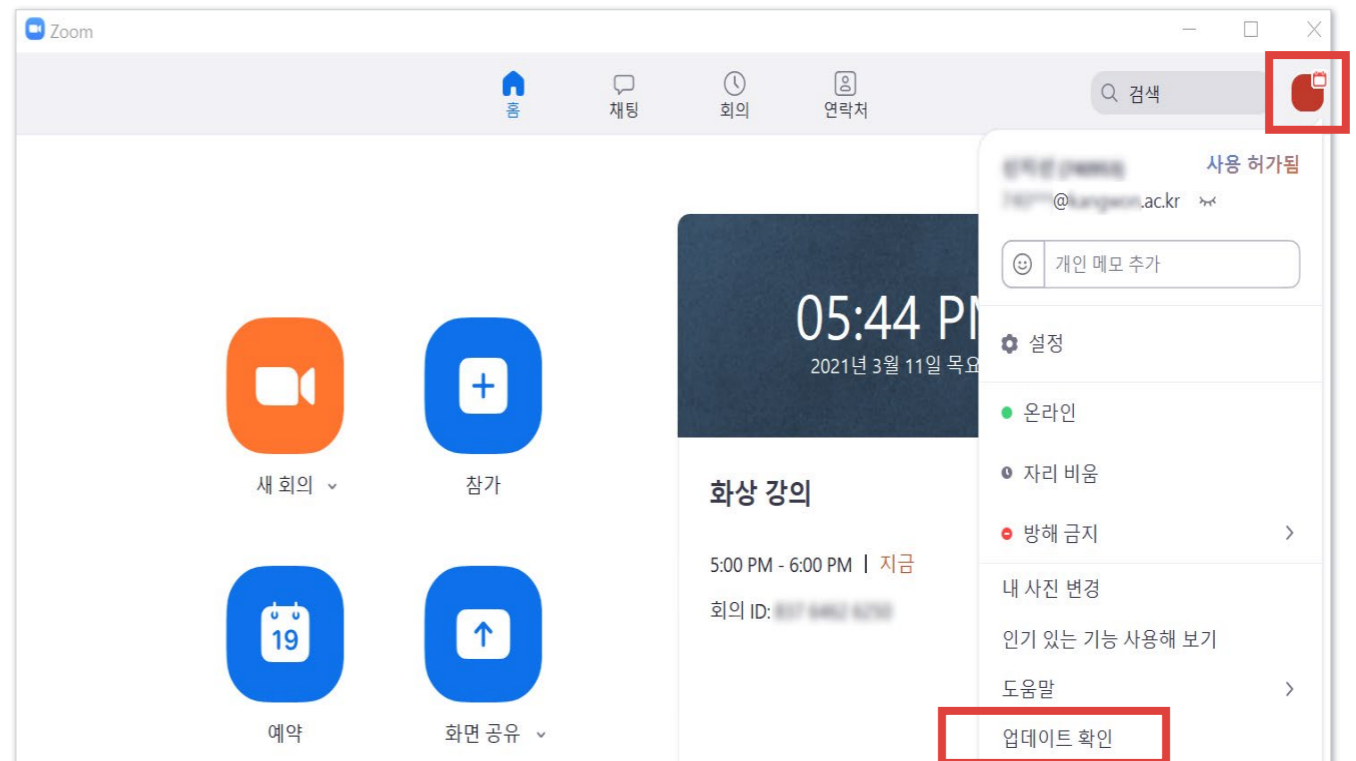 Zoom
홈
채팅
회의
연락처
검색
사용 허가됨
@ .ac.kr
개인 메모 추가
05:44 PM
2021년 3월 11일 목요
설정
온라인
자리 비움
방해 금지
새 회의
참가
화상 강의
5:00 PM - 6:00 PM | 지금
회의 ID:
내 사진 변경
인기 있는 기능 사용해 보기
도움말
업데이트 확인
19
예약
화면 공유